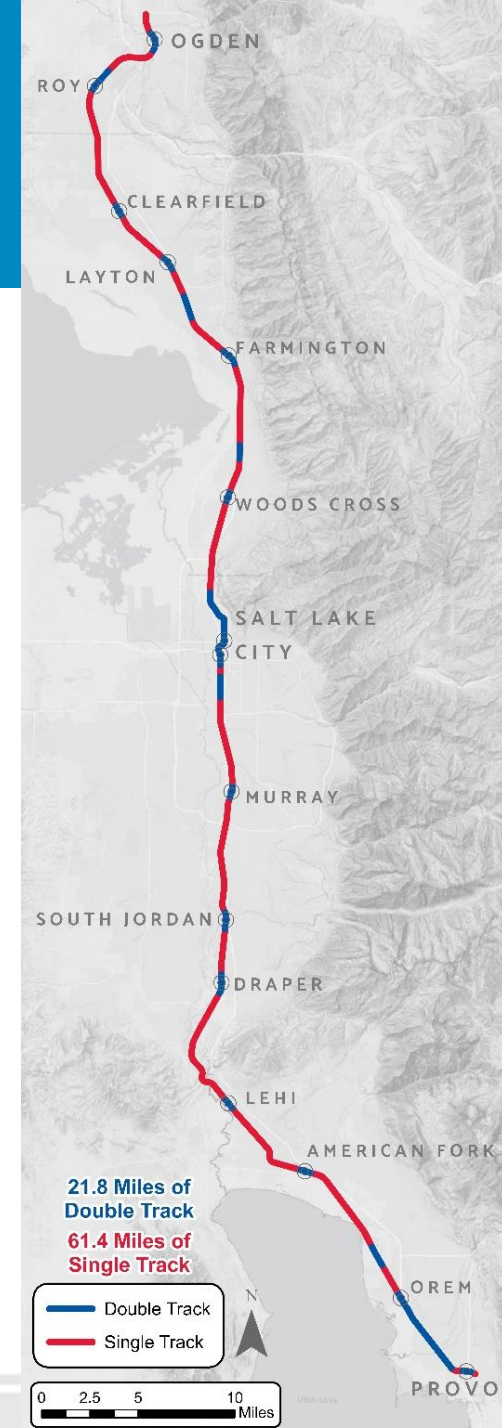 OGDEN
ROY
CLEARFIELD
LAYTON
FARMINGTON
WOODS CROSS
SALT LAKE
CITY
MURRAY
SOUTH JORDAN
DRAPER
LEHI
AMERICAN FORK
21.8 Miles of
Double Track
61.4 Miles of
Single Track
OREM
N
Double Track
Single Track
PROVO
0 2.5 5 10
Miles
Utah Lake